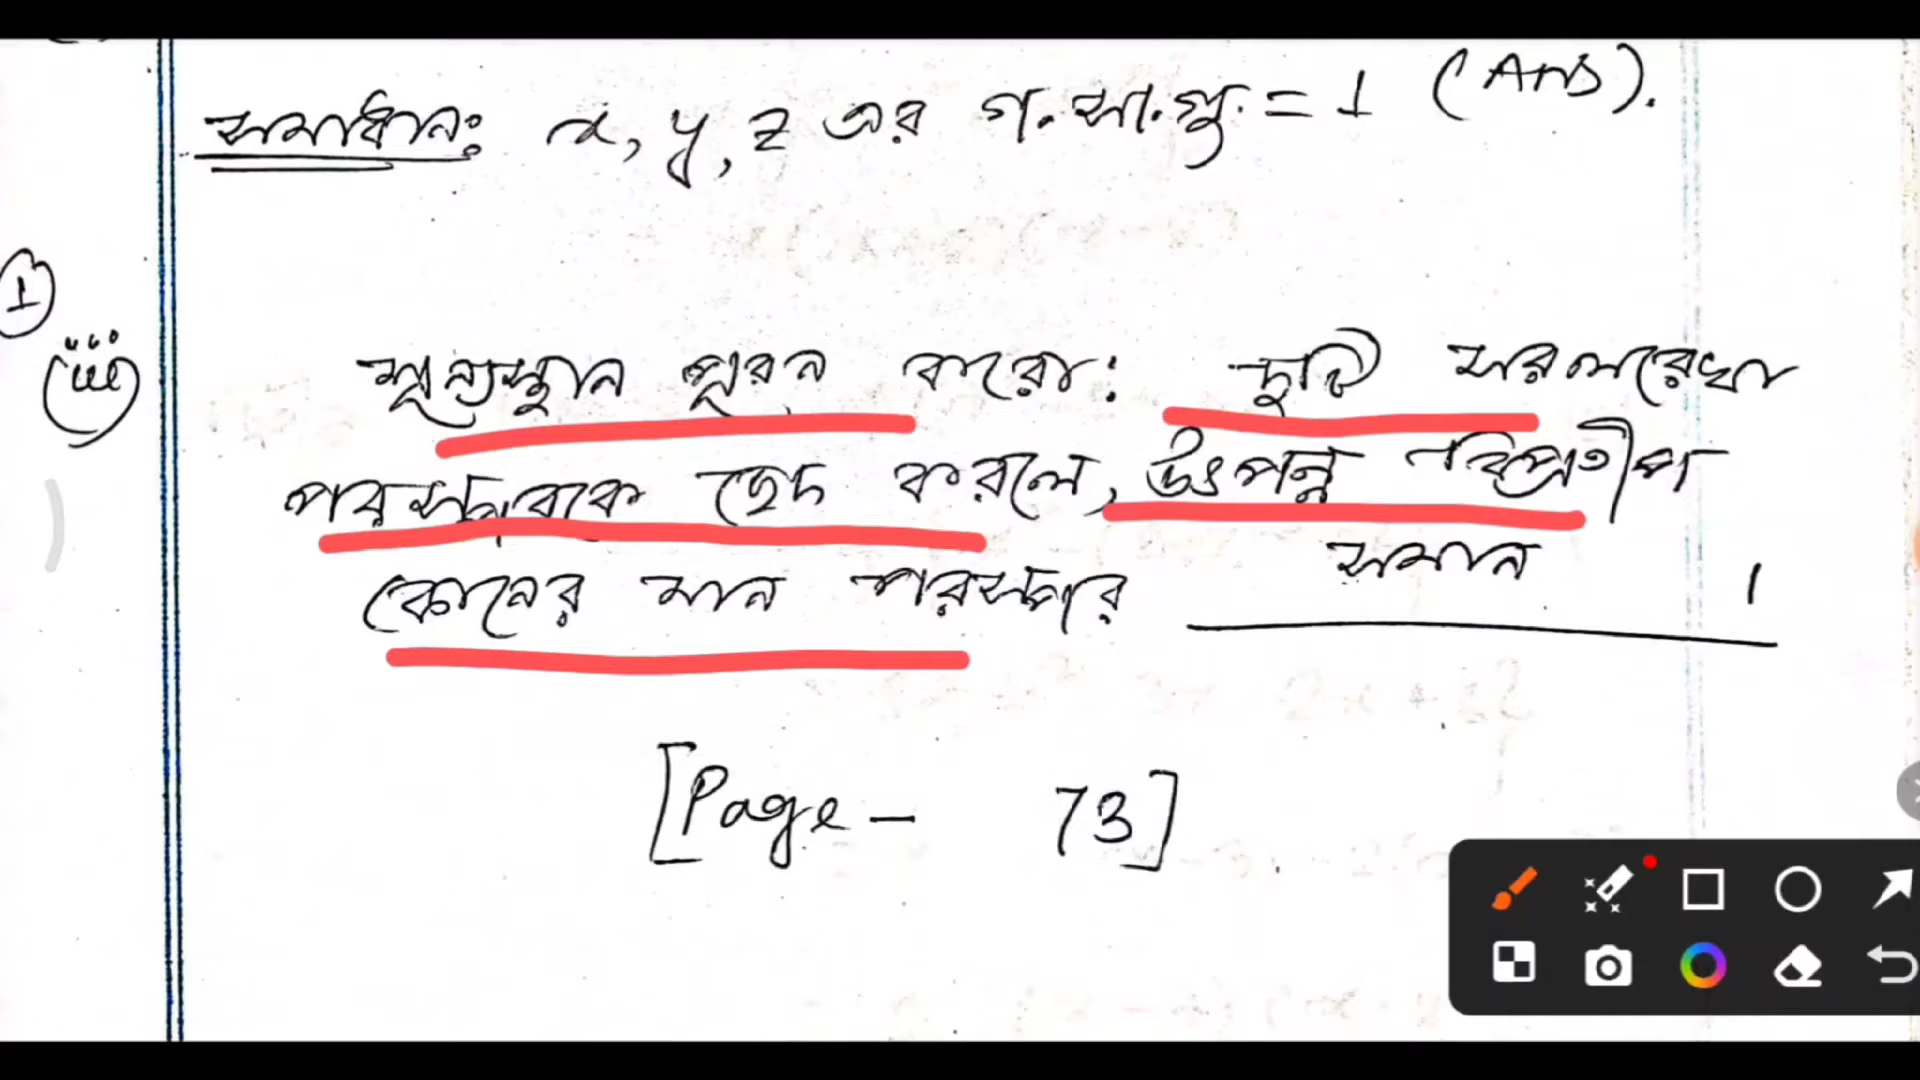 সমাধানঃ x, y, z এর গ.সা.গু. = 1 (Ans).
①
(iii) শূন্যস্থান পূরন করো: দুটি সরলরেখা
পরস্পরকে ছেদ করলে, উৎপন্ন বিপ্রতীপ
কোনের মান পরস্পর সমান ।
[Page - 73]